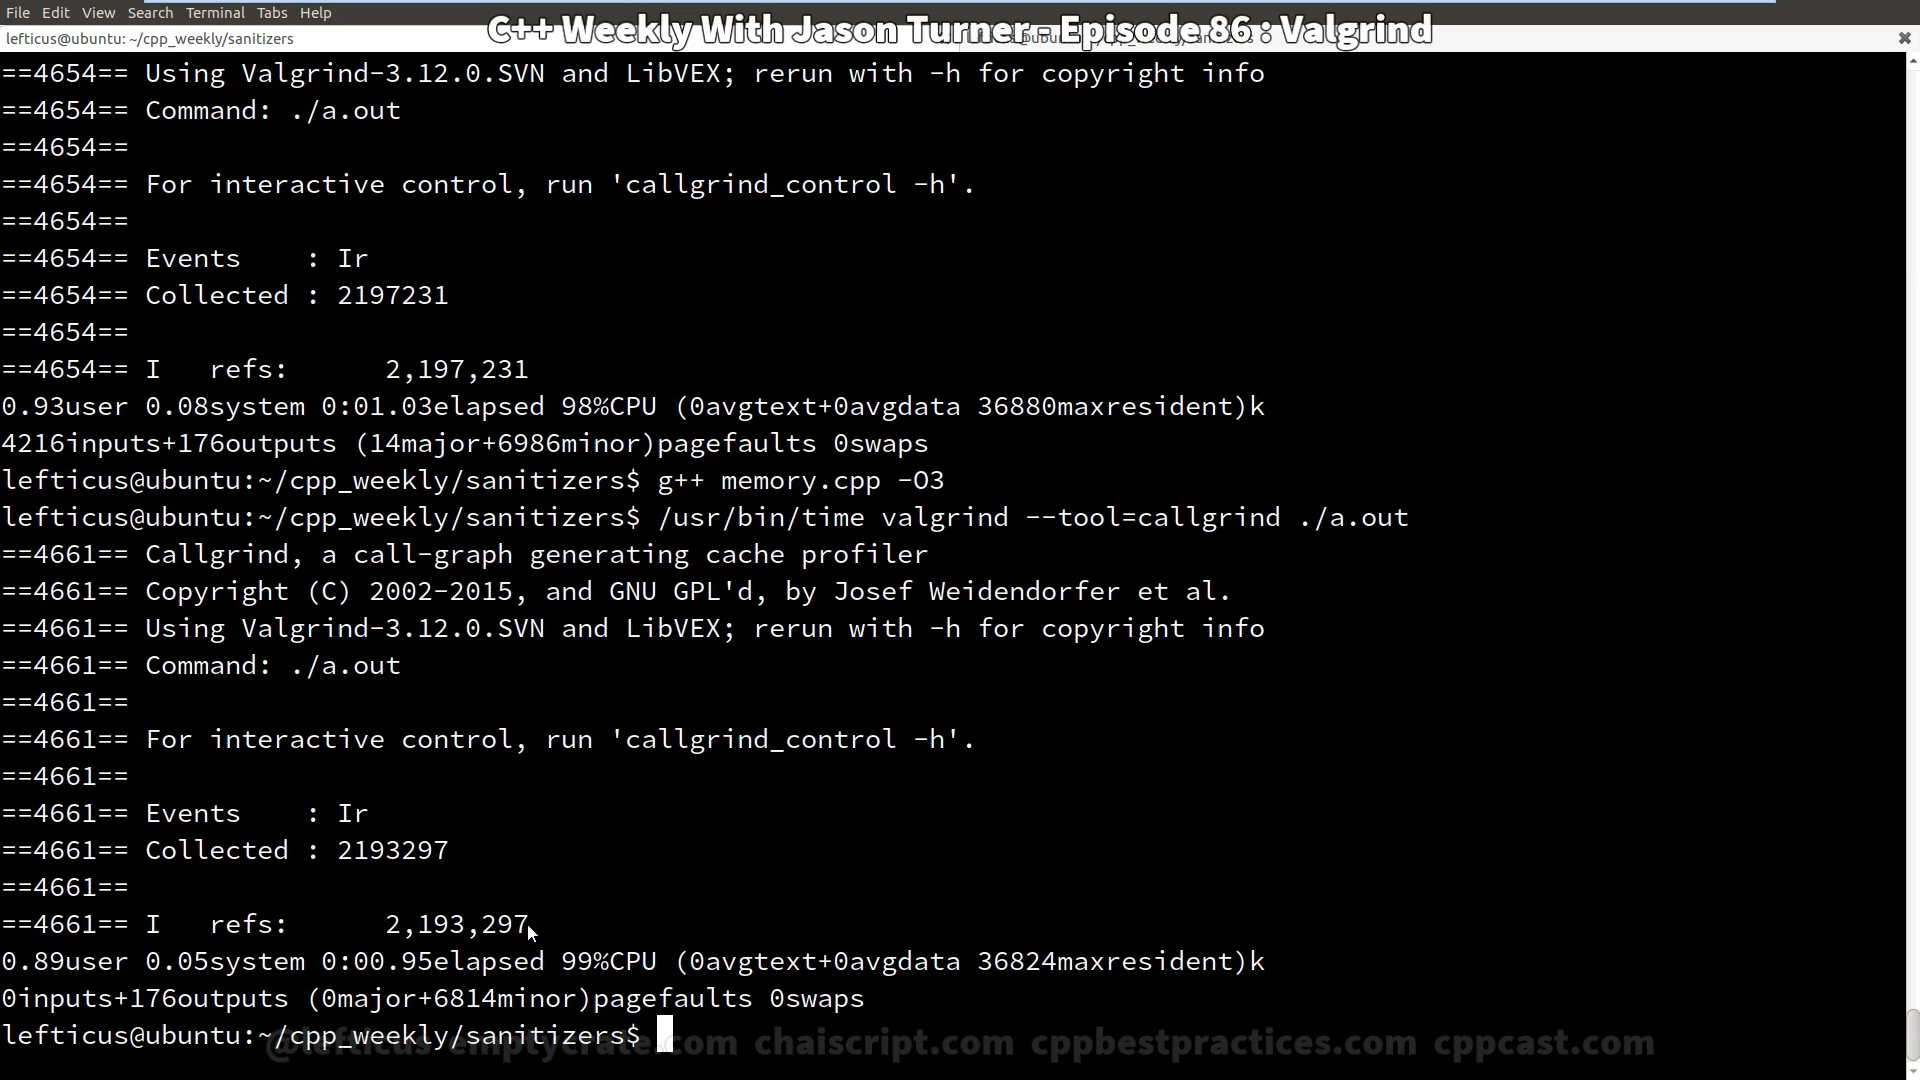 File Edit View Search Terminal Tabs Help
C++ Weekly With Jason Turner - Episode 86 : Valgrind
lefticus@ubuntu: ~/cpp_weekly/sanitizers
==4654== Using Valgrind-3.12.0.SVN and LibVEX; rerun with -h for copyright info
==4654== Command: ./a.out
==4654==
==4654== For interactive control, run 'callgrind_control -h'.
==4654==
==4654== Events    : Ir
==4654== Collected : 2197231
==4654==
==4654== I   refs:      2,197,231
0.93user 0.08system 0:01.03elapsed 98%CPU (0avgtext+0avgdata 36880maxresident)k
4216inputs+176outputs (14major+6986minor)pagefaults 0swaps
lefticus@ubuntu:~/cpp_weekly/sanitizers$ g++ memory.cpp -O3
lefticus@ubuntu:~/cpp_weekly/sanitizers$ /usr/bin/time valgrind --tool=callgrind ./a.out
==4661== Callgrind, a call-graph generating cache profiler
==4661== Copyright (C) 2002-2015, and GNU GPL'd, by Josef Weidendorfer et al.
==4661== Using Valgrind-3.12.0.SVN and LibVEX; rerun with -h for copyright info
==4661== Command: ./a.out
==4661==
==4661== For interactive control, run 'callgrind_control -h'.
==4661==
==4661== Events    : Ir
==4661== Collected : 2193297
==4661==
==4661== I   refs:      2,193,297
0.89user 0.05system 0:00.95elapsed 99%CPU (0avgtext+0avgdata 36824maxresident)k
0inputs+176outputs (0major+6814minor)pagefaults 0swaps
lefticus@ubuntu:~/cpp_weekly/sanitizers$
@lefticus emptycrate.com chaiscript.com cppbestpractices.com cppcast.com